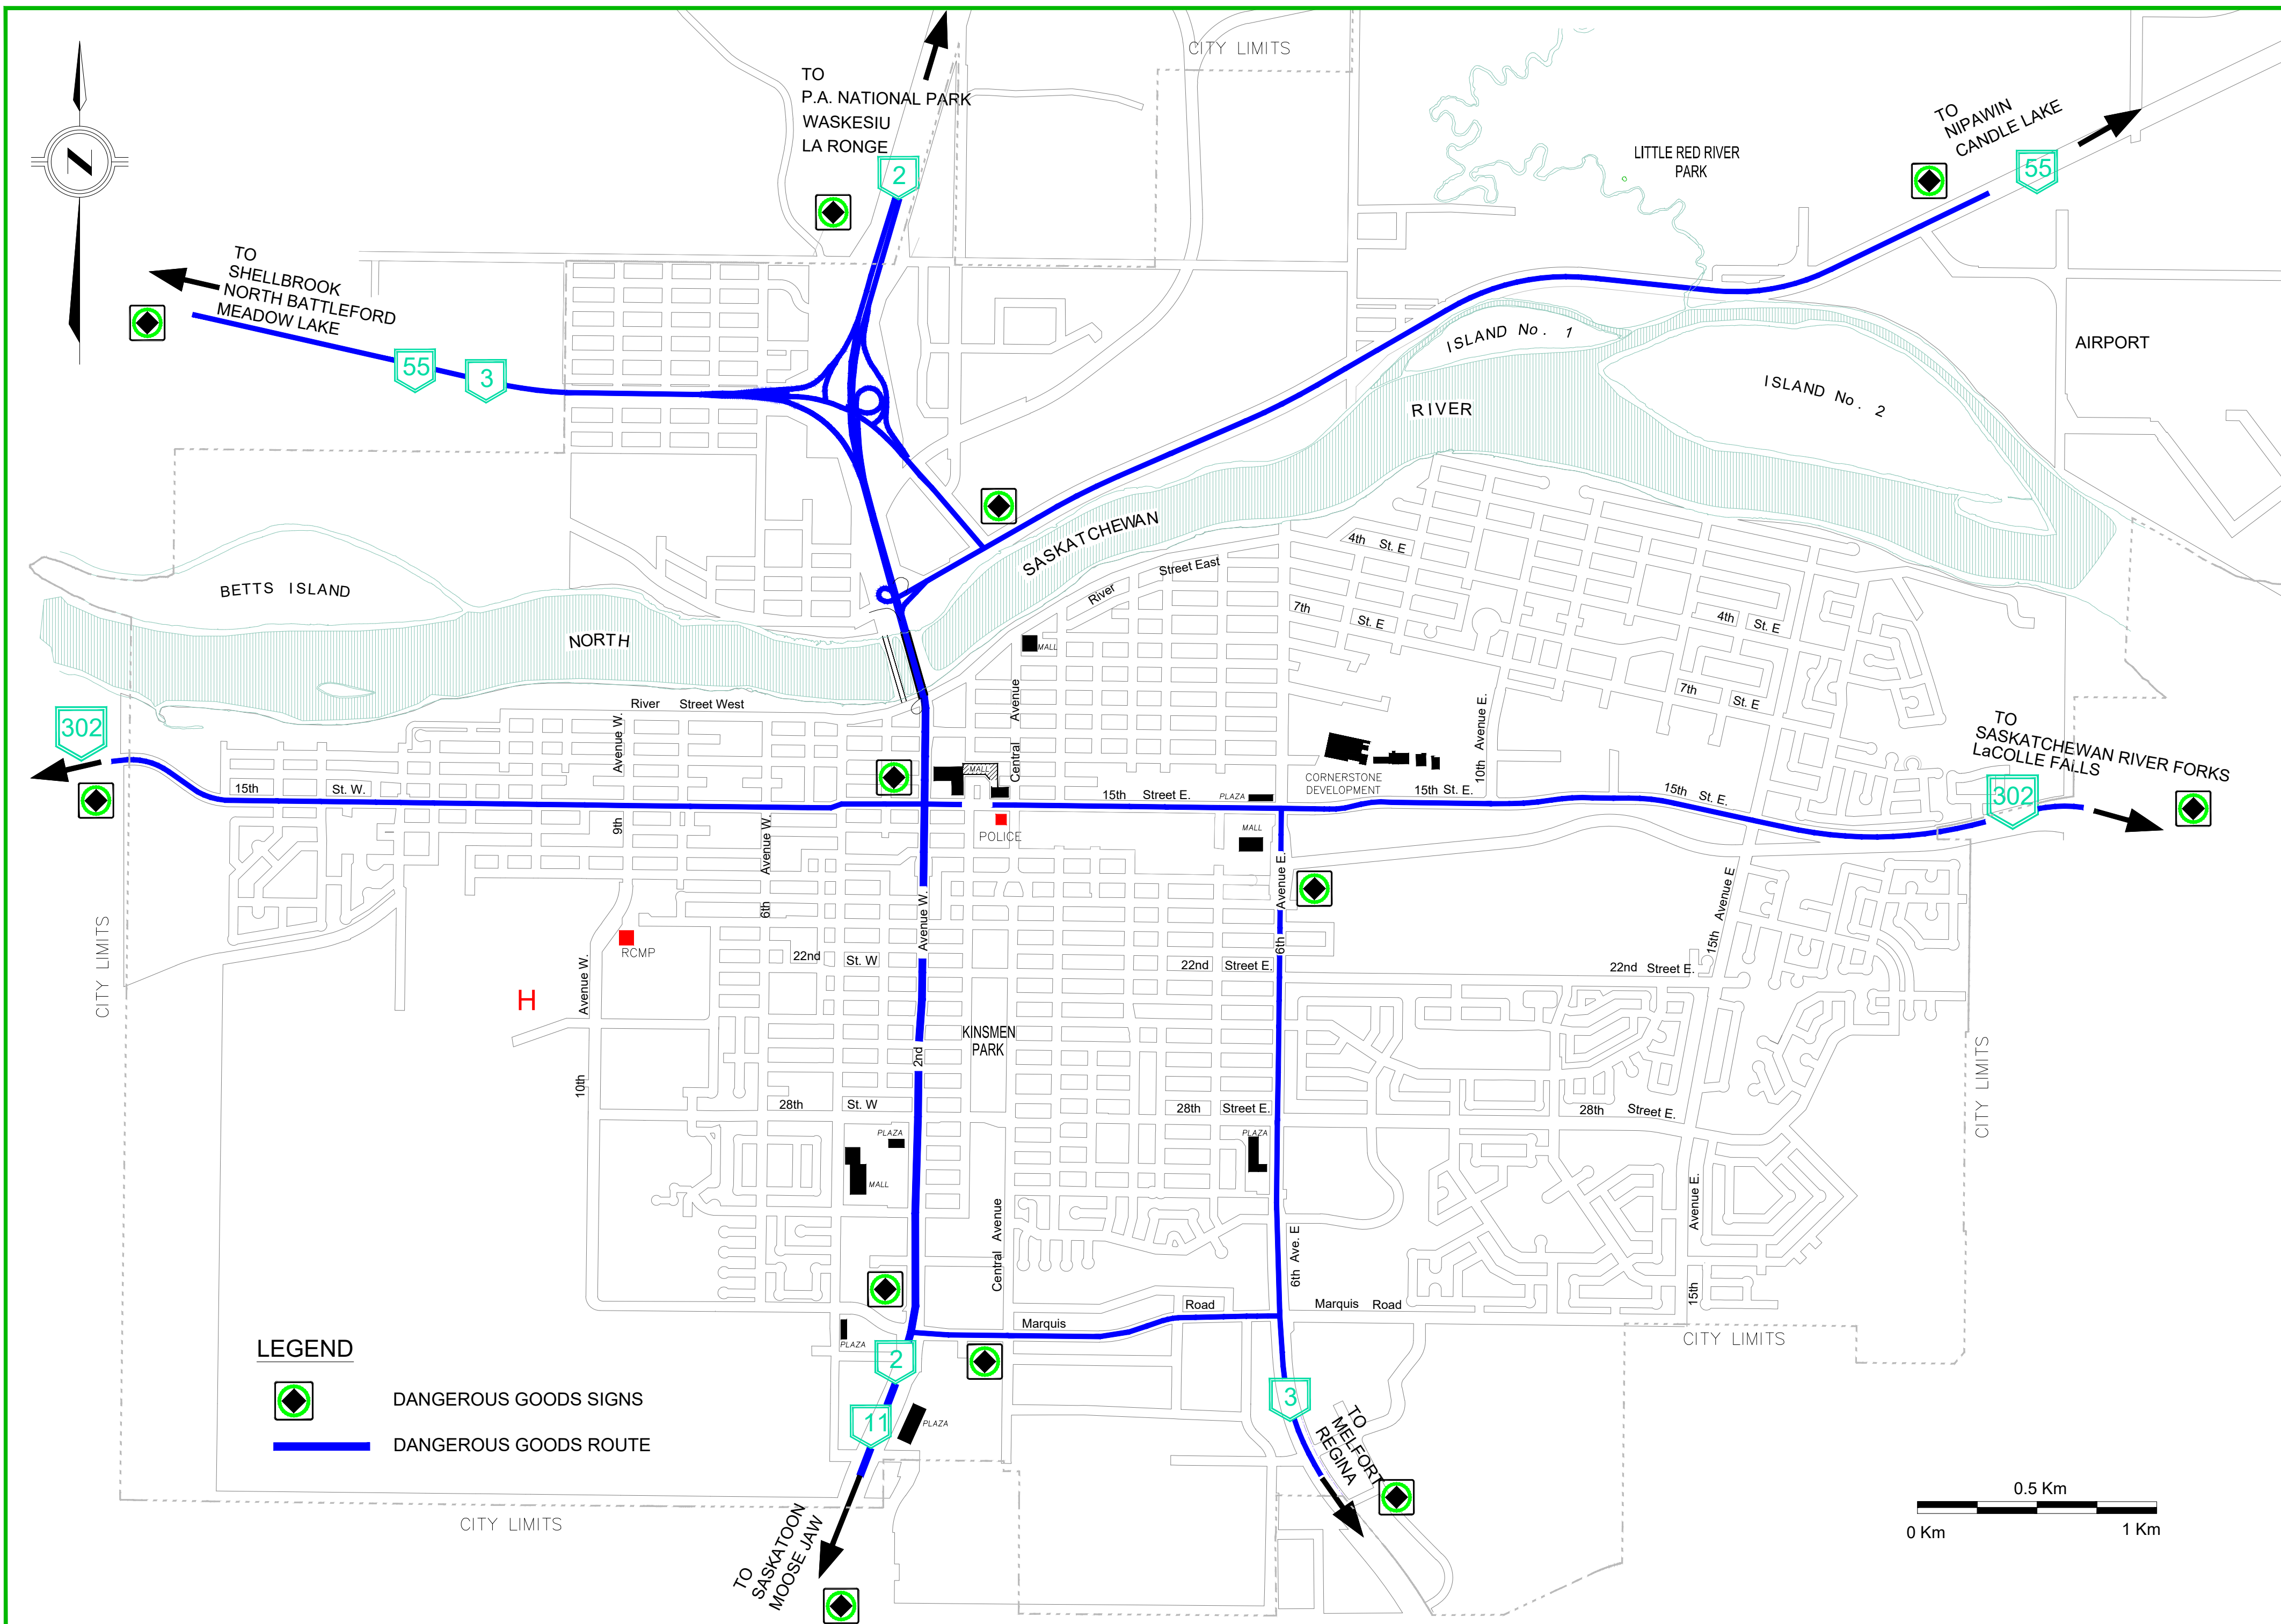 CITY LIMITS
TO
P.A. NATIONAL PARK
WASKESIU
LA RONGE
2
TO
NIPAWIN
CANDLE LAKE
55
LITTLE RED RIVER
PARK
N
TO
SHELLBROOK
NORTH BATTLEFORD
MEADOW LAKE
55
3
ISLAND No. 1
AIRPORT
ISLAND No. 2
RIVER
SASKATCHEWAN
4th St. E
River Street East
BETTS ISLAND
7th St. E
4th St. E
NORTH
MALL
7th St. E
River Street West
Avenue W.
Central Avenue
10th Avenue E.
302
TO
SASKATCHEWAN RIVER FORKS
LaCOLLE FALLS
302
MALL
CORNERSTONE
DEVELOPMENT
15th St. W.
15th Street E.
PLAZA
15th St. E.
15th St. E.
9th
6th Avenue W.
POLICE
MALL
6th Avenue E.
15th Avenue E
CITY LIMITS
RCMP
2nd Avenue W.
22nd St. W
22nd Street E.
22nd Street E.
H
10th Avenue W.
KINSMEN
PARK
CITY LIMITS
28th St. W
28th Street E.
28th Street E.
PLAZA
PLAZA
MALL
Central Avenue
6th Ave. E
15th Avenue E.
Marquis Road
Marquis Road
PLAZA
CITY LIMITS
LEGEND
2
DANGEROUS GOODS SIGNS
3
11
PLAZA
DANGEROUS GOODS ROUTE
TO
MELFORT
REGINA
CITY LIMITS
TO
SASKATOON
MOOSE JAW
0.5 Km
0 Km
1 Km